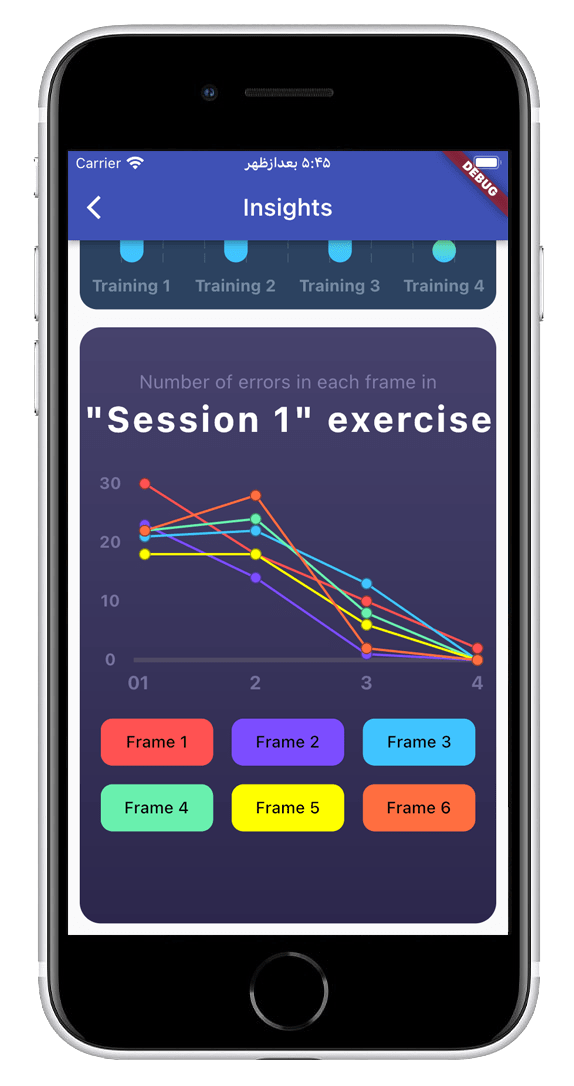 Carrier ۵:۴۵ بعدازظهر
DEBUG
Insights
Training 1 Training 2 Training 3 Training 4
Number of errors in each frame in
"Session 1" exercise
30
20
10
0
01 2 3 4
Frame 1 Frame 2 Frame 3
Frame 4 Frame 5 Frame 6